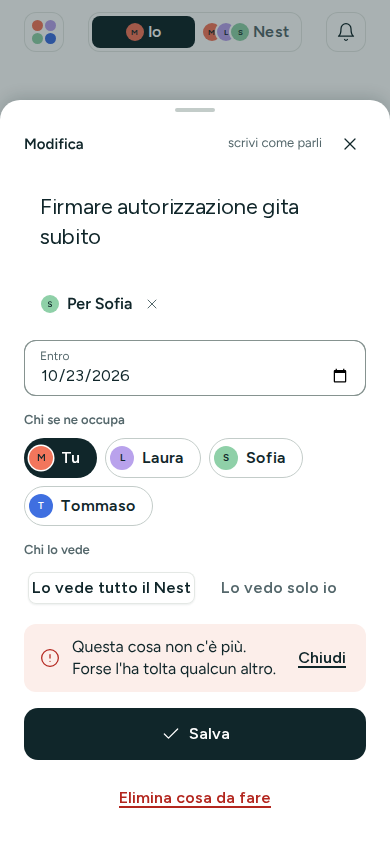 M Io
M L S Nest
Modifica
scrivi come parli
Firmare autorizzazione gita
subito
S Per Sofia
Entro
10/23/2026
Chi se ne occupa
M Tu
L Laura
S Sofia
T Tommaso
Chi lo vede
Lo vede tutto il Nest
Lo vedo solo io
Questa cosa non c'è più.
Forse l'ha tolta qualcun altro.
Chiudi
Salva
Elimina cosa da fare